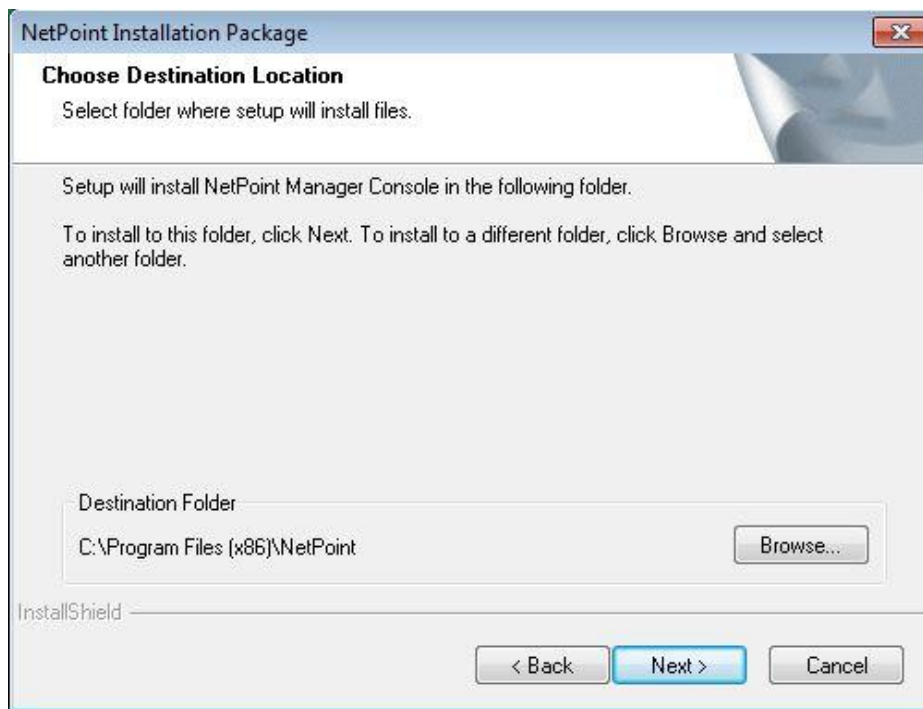 NetPoint Installation Package
Choose Destination Location
Select folder where setup will install files.
Setup will install NetPoint Manager Console in the following folder.
To install to this folder, click Next. To install to a different folder, click Browse and select
another folder.
Destination Folder
C:\Program Files (x86)\NetPoint
Browse...
InstallShield
< Back
Next >
Cancel